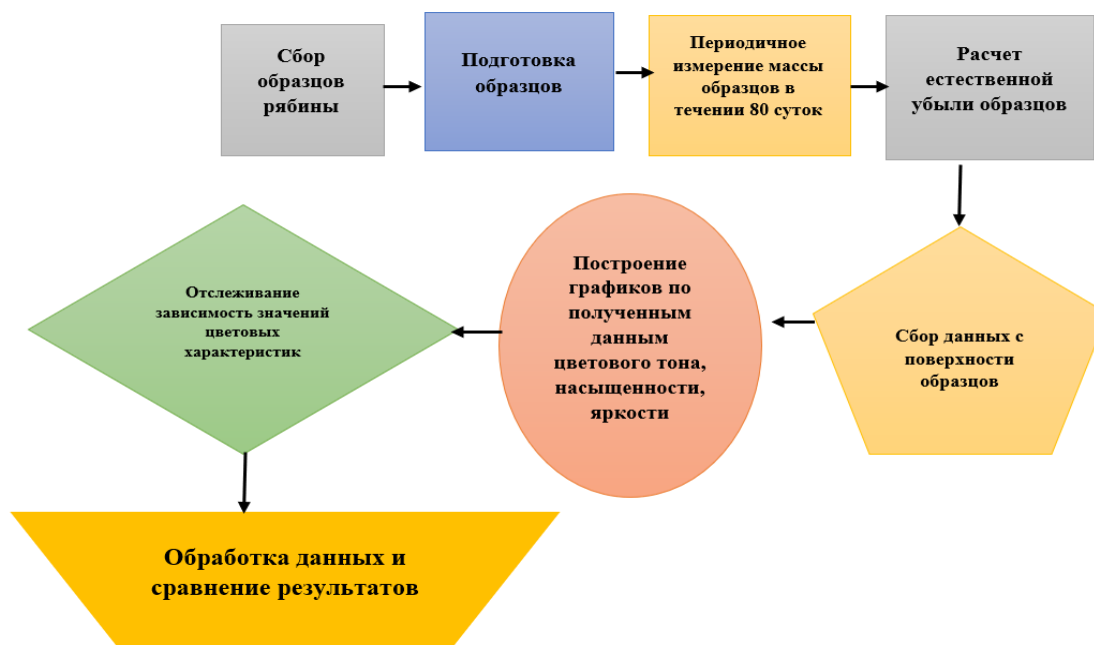 Сбор
образцов
рябины
Подготовка
образцов
Периодичное
измерение массы
образцов в
течении 80 суток
Расчет
естественной
убыли образцов
Сбор данных с
поверхности
образцов
Построение
графиков по
полученным
данным
цветового тона,
насыщенности,
яркости
Отслеживание
зависимость значений
цветовых
характеристик
Обработка данных и
сравнение результатов